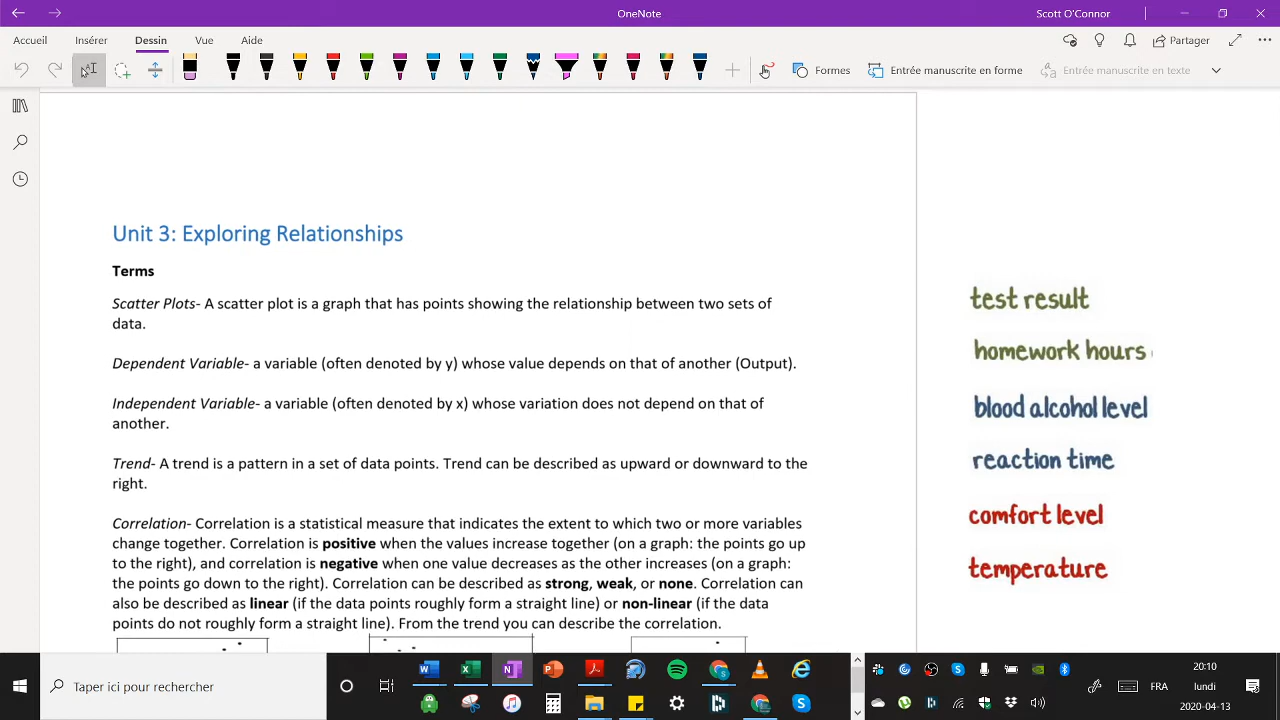 OneNote
Scott O'Connor
Accueil
Insérer
Dessin
Vue
Aide
Partager
Formes
Entrée manuscrite en forme
Entrée manuscrite en texte
Unit 3: Exploring Relationships
Terms
Scatter Plots- A scatter plot is a graph that has points showing the relationship between two sets of
data.
Dependent Variable- a variable (often denoted by y) whose value depends on that of another (Output).
Independent Variable- a variable (often denoted by x) whose variation does not depend on that of
another.
Trend- A trend is a pattern in a set of data points. Trend can be described as upward or downward to the
right.
Correlation- Correlation is a statistical measure that indicates the extent to which two or more variables
change together. Correlation is positive when the values increase together (on a graph: the points go up
to the right), and correlation is negative when one value decreases as the other increases (on a graph:
the points go down to the right). Correlation can be described as strong, weak, or none. Correlation can
also be described as linear (if the data points roughly form a straight line) or non-linear (if the data
points do not roughly form a straight line). From the trend you can describe the correlation.
test result
homework hours
blood alcohol level
reaction time
comfort level
temperature
Taper ici pour rechercher
FRA
20:10
lundi
2020-04-13